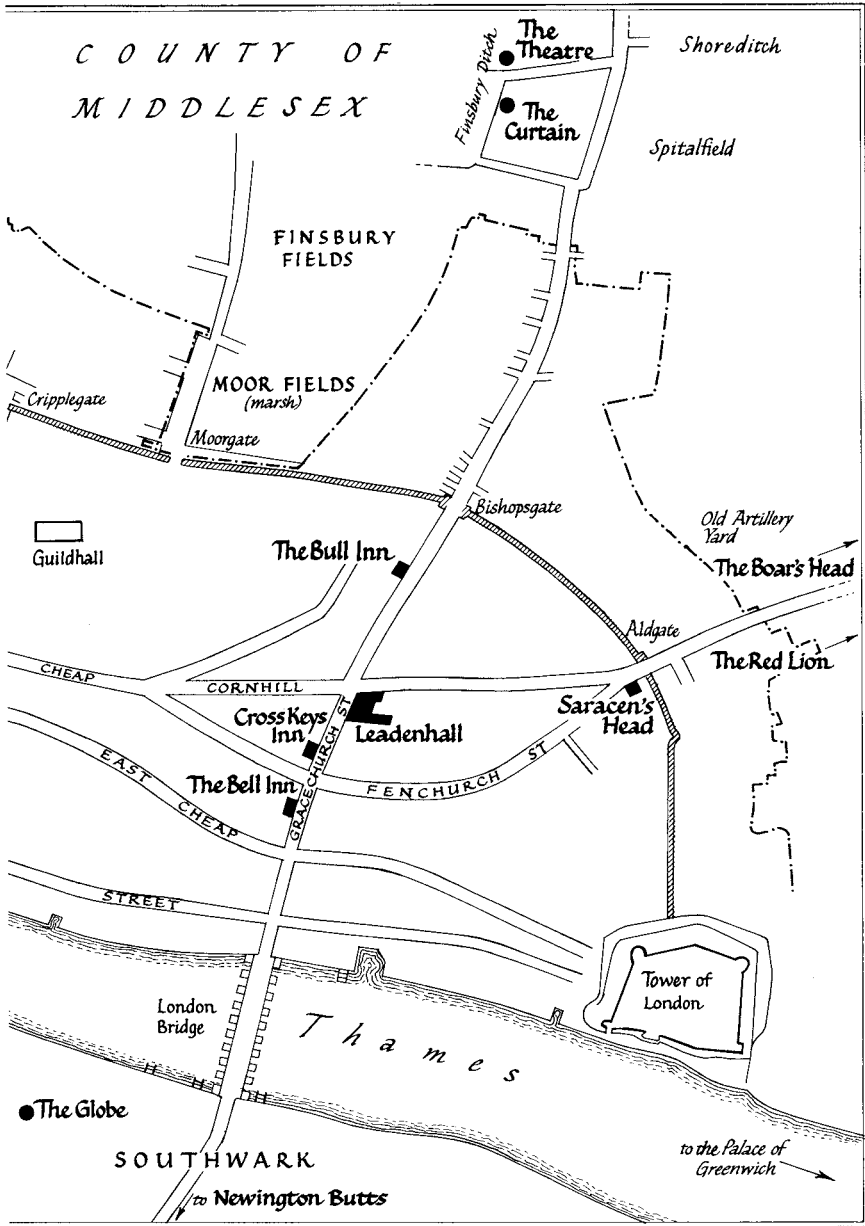 COUNTY OF
MIDDLESEX
The
Theatre
Shoreditch
Finsbury Ditch
The
Curtain
Spitalfield
FINSBURY
FIELDS
MOOR FIELDS
(marsh)
Cripplegate
Moorgate
Bishopsgate
Guildhall
The Bull Inn
Old Artillery
Yard
The Boar's Head
Aldgate
The Red Lion
CHEAP
CORNHILL
Saracen's
Head
Cross Keys
Inn
Leadenhall
GRACECHURCH ST
The Bell Inn
FENCHURCH ST
EAST CHEAP
STREET
Tower of
London
London
Bridge
Thames
The Globe
SOUTHWARK
to the Palace of
Greenwich
to Newington Butts